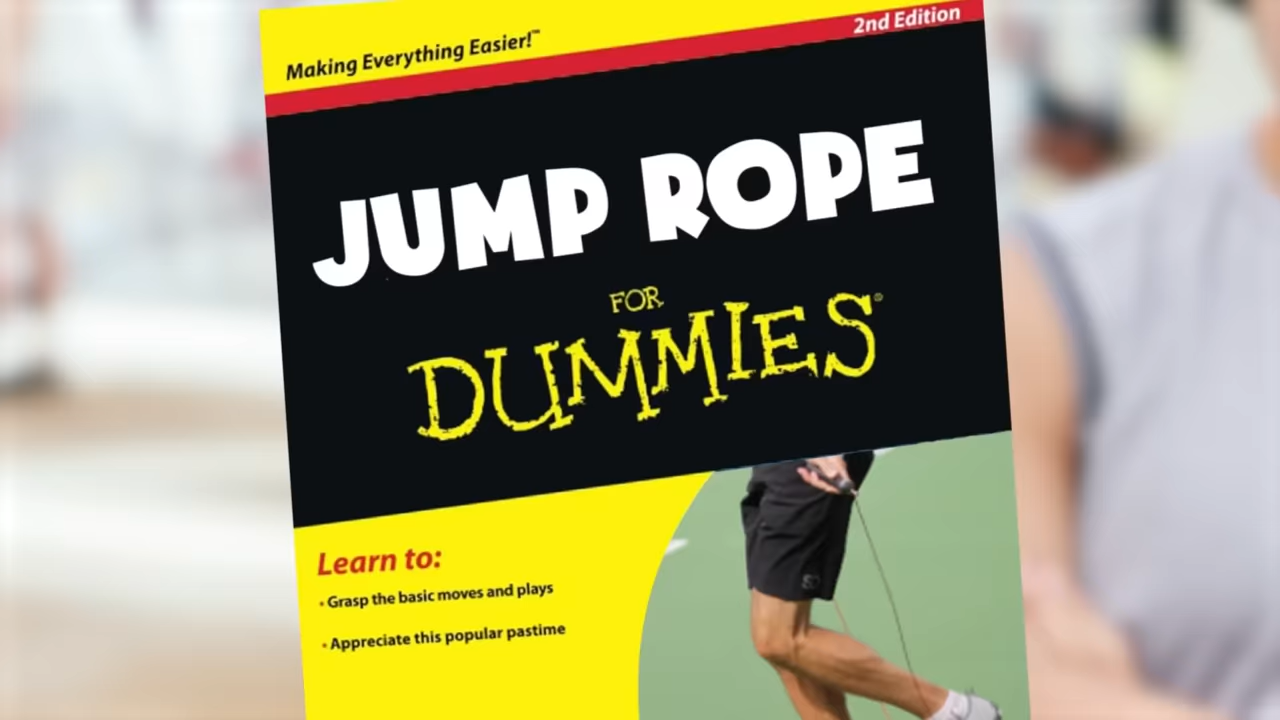 Making Everything Easier!™
2nd Edition
JUMP ROPE
FOR
DUMMIES®
Learn to:
• Grasp the basic moves and plays
• Appreciate this popular pastime